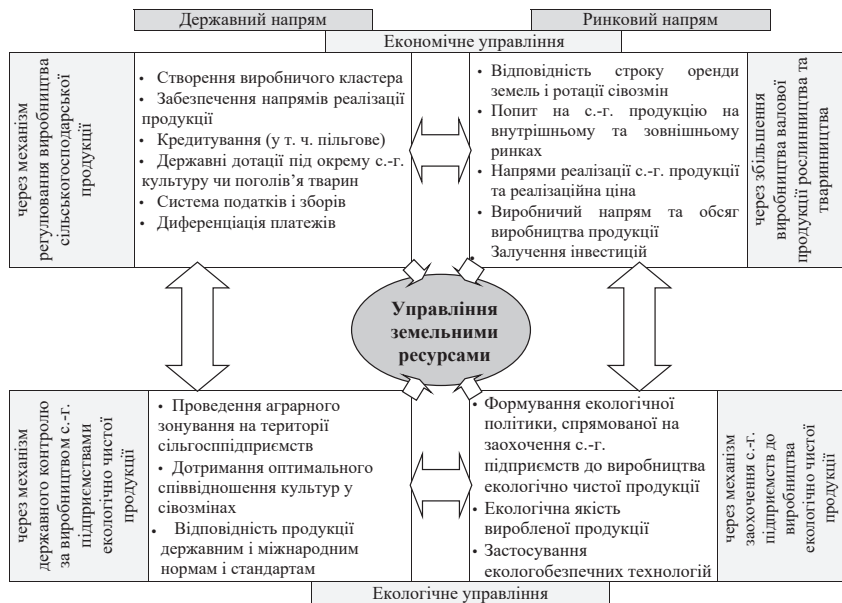 Державний напрям
Ринковий напрям
Економічне управління
через механізм
регулювання виробництва
сільськогосподарської
продукції
• Створення виробничого кластера
• Забезпечення напрямів реалізації
продукції
• Кредитування (у т. ч. пільгове)
• Державні дотації під окрему с.-г.
культуру чи поголів’я тварин
• Система податків і зборів
• Диференціація платежів
• Відповідність строку оренди
земель і ротації сівозмін
• Попит на с.-г. продукцію на
внутрішньому та зовнішньому
ринках
• Напрями реалізації с.-г. продукції
та реалізаційна ціна
• Виробничий напрям та обсяг
виробництва продукції
• Залучення інвестицій
через збільшення
виробництва валової
продукції рослинництва та
тваринництва
Управління
земельними
ресурсами
через механізм
державного контролю
за виробництвом с.-г.
підприємствами
екологічно чистої
продукції
• Проведення аграрного
зонування на території
сільгосппідприємств
• Дотримання оптимального
співвідношення культур у
сівозмінах
• Відповідність продукції
державним і міжнародним
нормам і стандартам
• Формування екологічної
політики, спрямованої на
заохочення с.-г.
підприємств до виробництва
екологічно чистої продукції
• Екологічна якість
виробленої продукції
• Застосування
екологобезпечних технологій
через механізм
заохочення с.-г.
підприємств до
виробництва
екологічно чистої
продукції
Екологічне управління